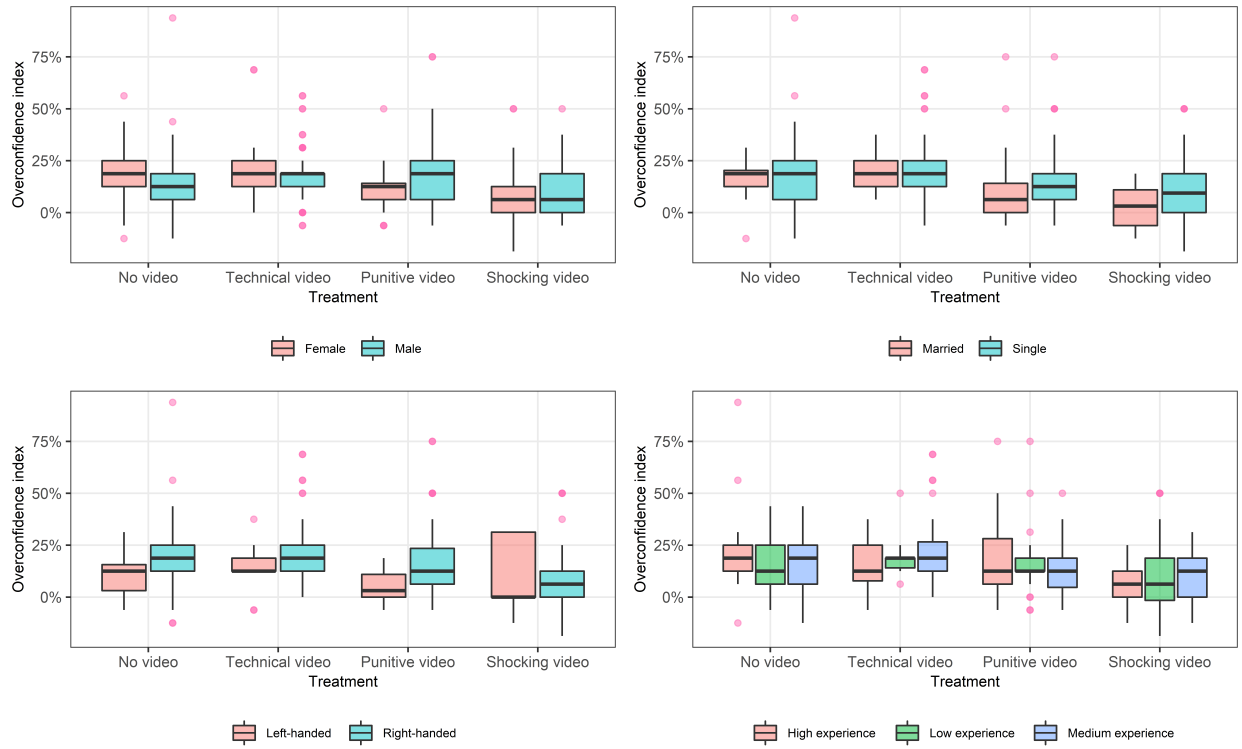 Overconfidence index
75%
50%
25%
0%
No video Technical video Punitive video Shocking video
Treatment
Female Male
Overconfidence index
75%
50%
25%
0%
No video Technical video Punitive video Shocking video
Treatment
Married Single
Overconfidence index
75%
50%
25%
0%
No video Technical video Punitive video Shocking video
Treatment
Left-handed Right-handed
Overconfidence index
75%
50%
25%
0%
No video Technical video Punitive video Shocking video
Treatment
High experience Low experience Medium experience